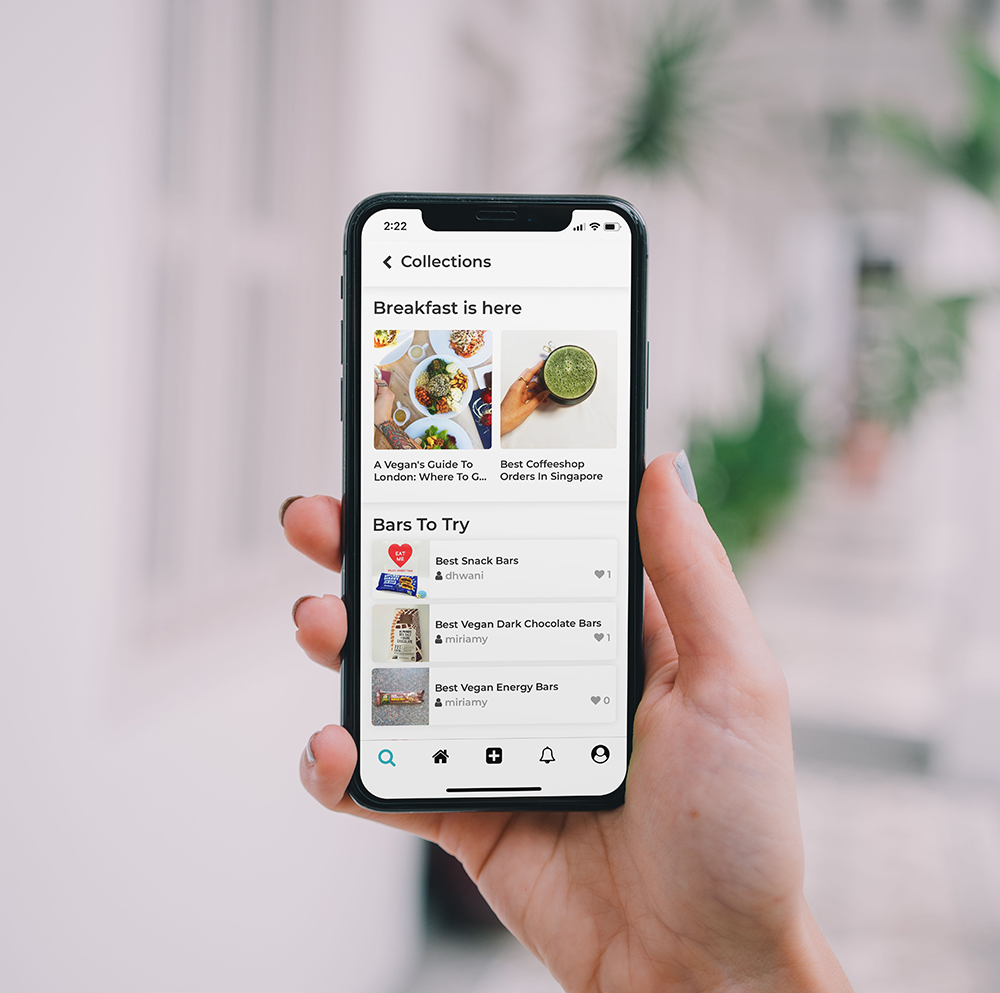 2:22
Collections
Breakfast is here
A Vegan's Guide To
London: Where To G...
Best Coffeeshop
Orders In Singapore
Bars To Try
EAT
ME
Best Snack Bars
dhwani
1
Best Vegan Dark Chocolate Bars
miriamy
1
Best Vegan Energy Bars
miriamy
0